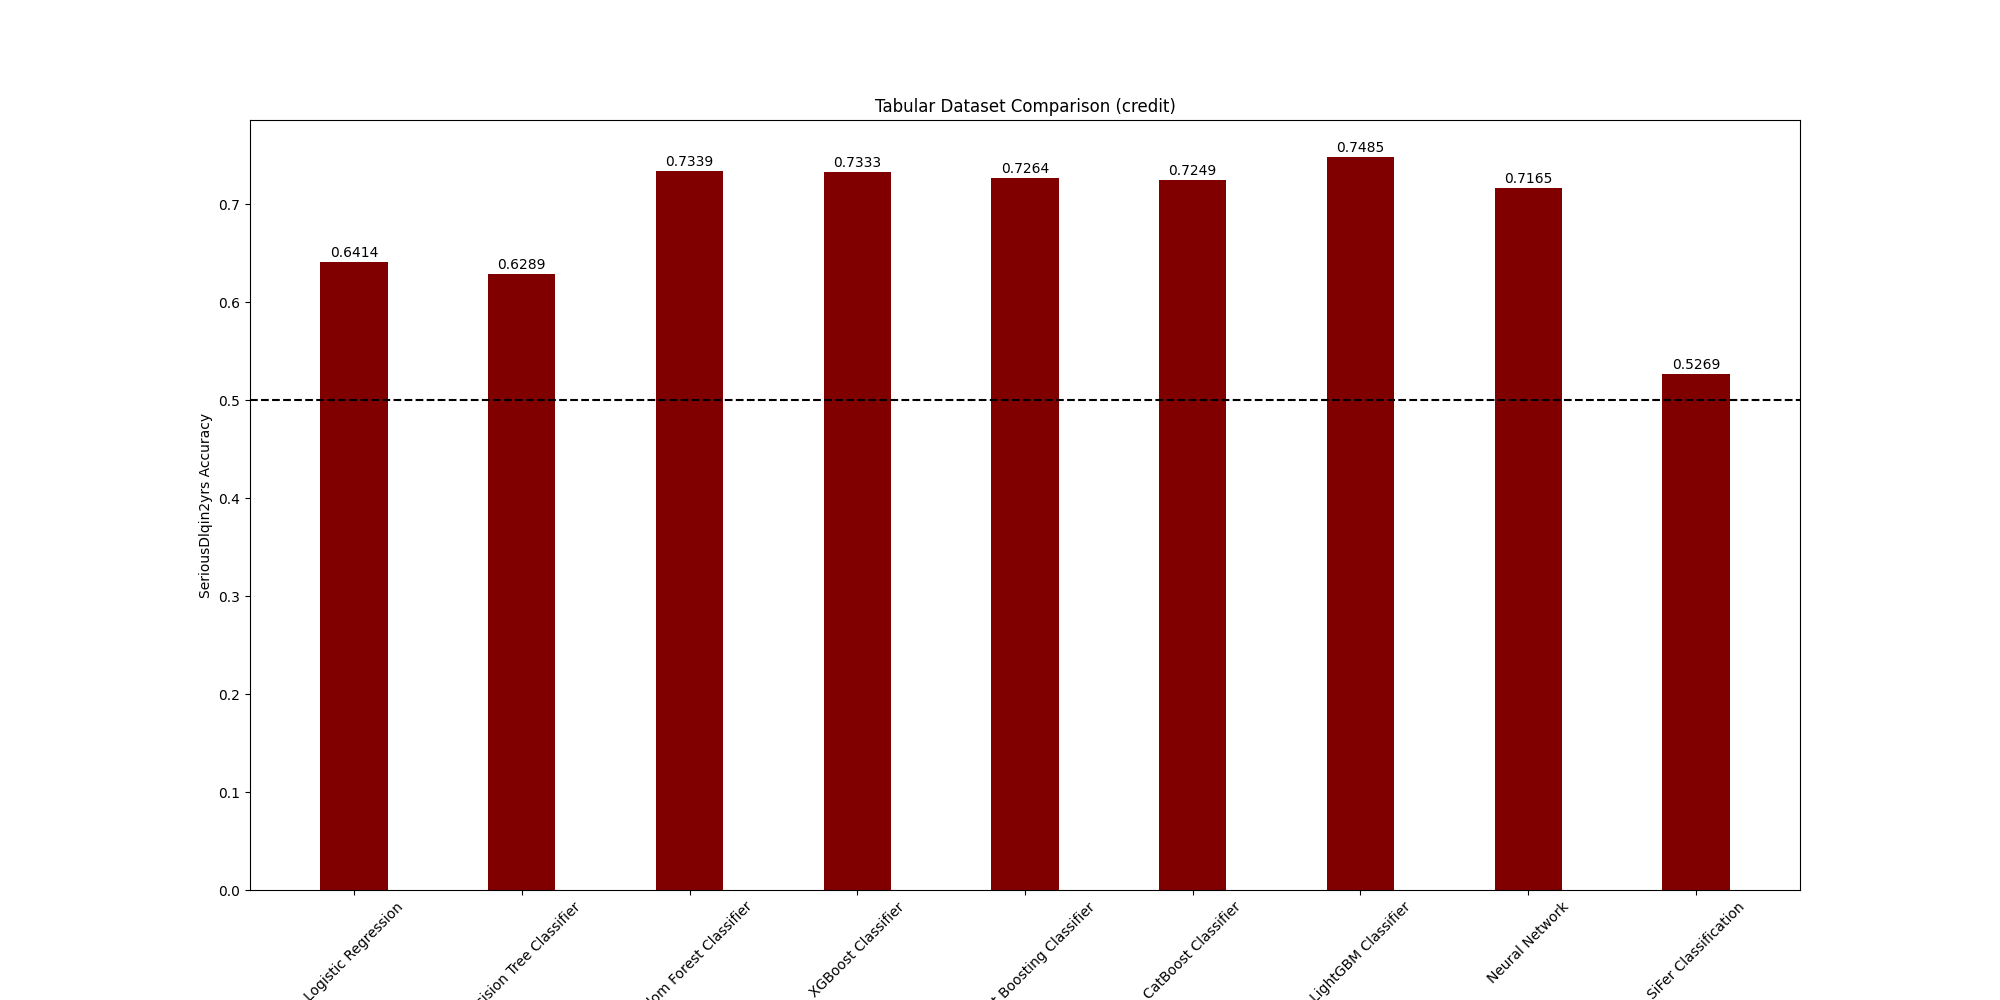 Tabular Dataset Comparison (credit)
SeriousDlqin2yrs Accuracy
0.7
0.6
0.5
0.4
0.3
0.2
0.1
0.0
0.6414
0.6289
0.7339
0.7333
0.7264
0.7249
0.7485
0.7165
0.5269
Logistic Regression
ision Tree Classifier
om Forest Classifier
XGBoost Classifier
t Boosting Classifier
CatBoost Classifier
LightGBM Classifier
Neural Network
SiFer Classification